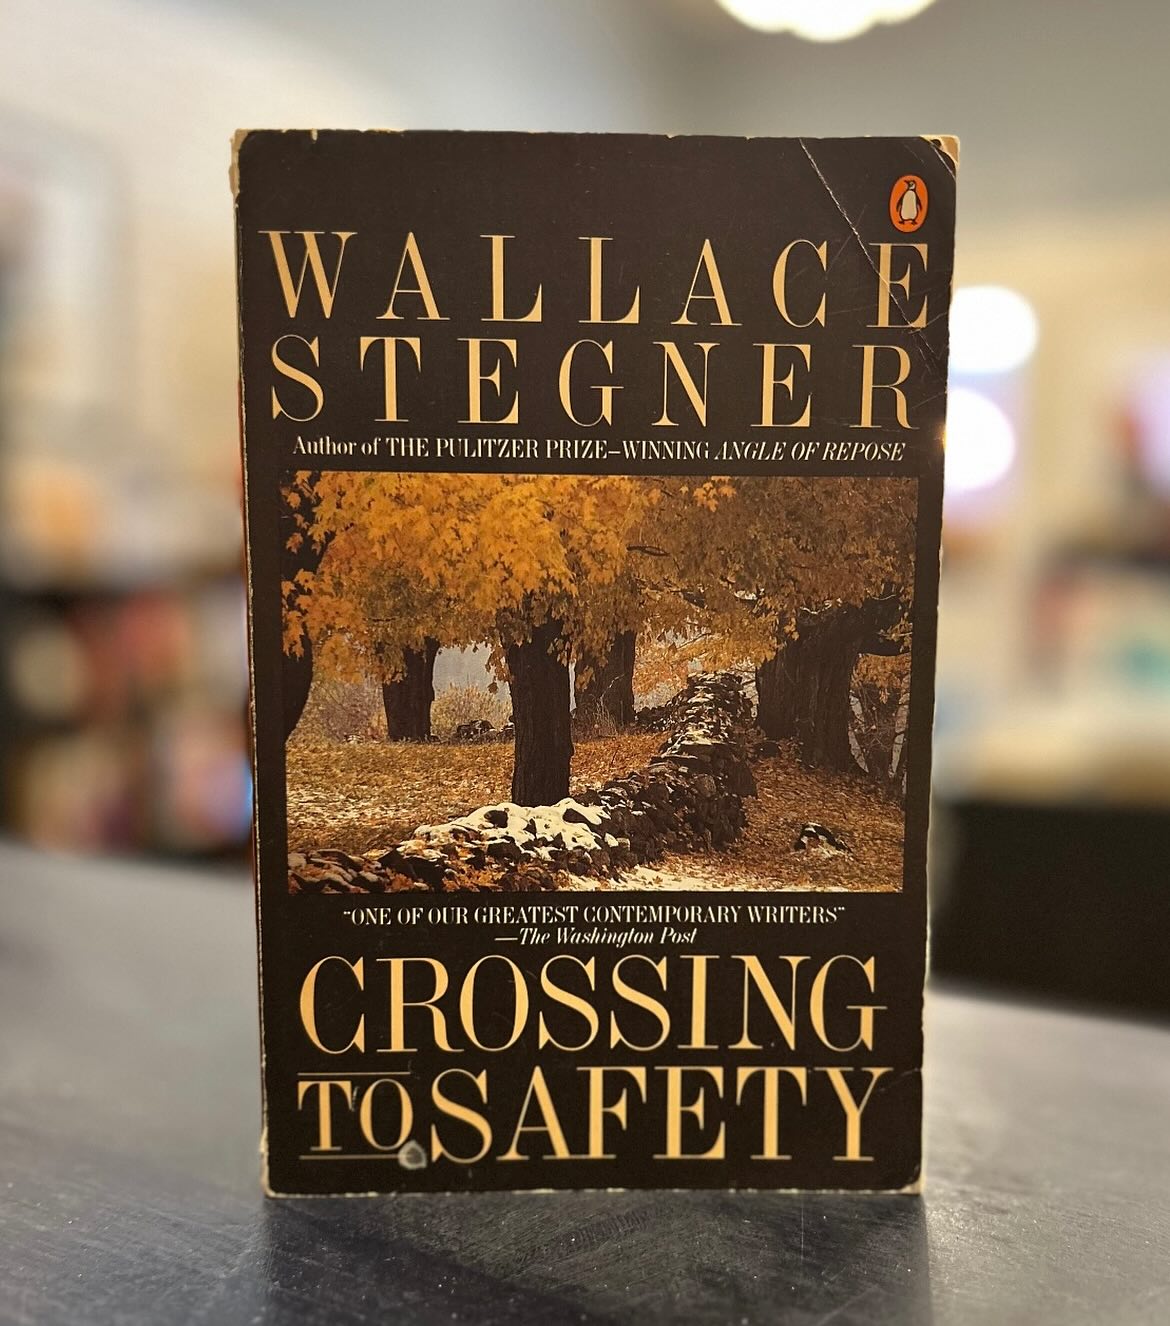 WALLACE
STEGNER
Author of THE PULITZER PRIZE–WINNING ANGLE OF REPOSE
"ONE OF OUR GREATEST CONTEMPORARY WRITERS"
—The Washington Post
CROSSING
TO SAFETY